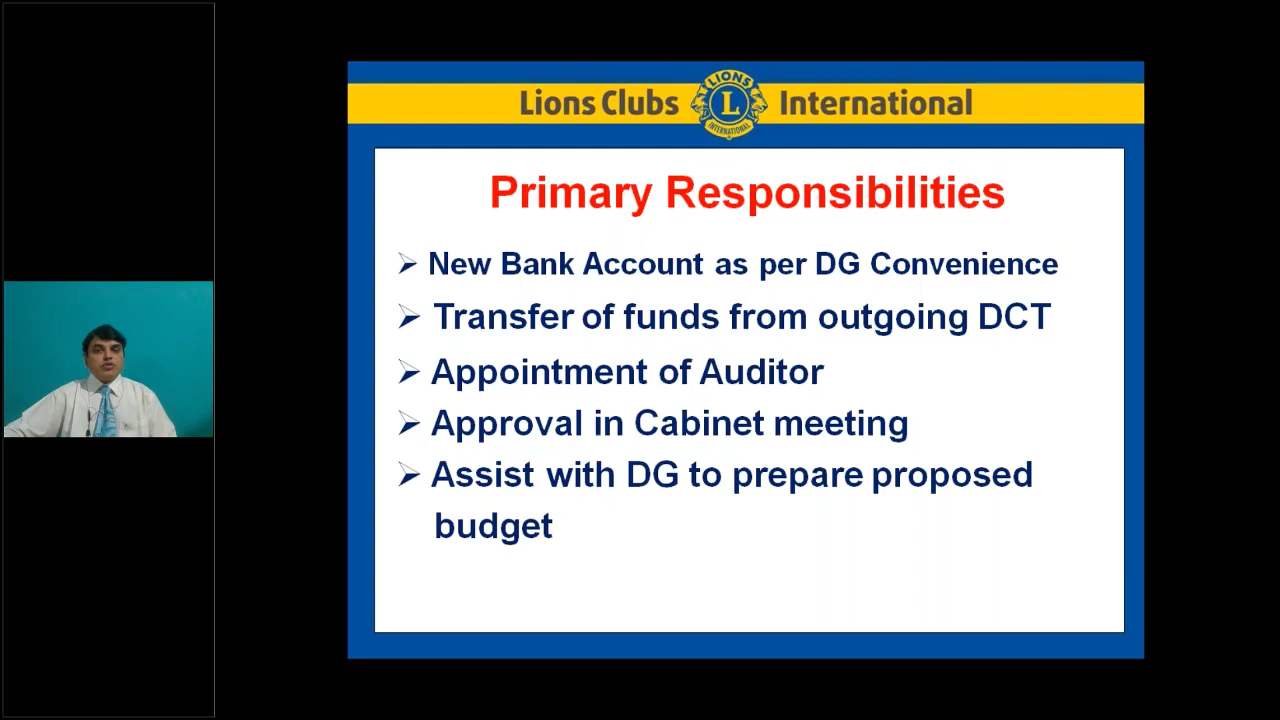 Lions Clubs International
LIONS
L
INTERNATIONAL
Primary Responsibilities
➢ New Bank Account as per DG Convenience
➢ Transfer of funds from outgoing DCT
➢ Appointment of Auditor
➢ Approval in Cabinet meeting
➢ Assist with DG to prepare proposed
budget